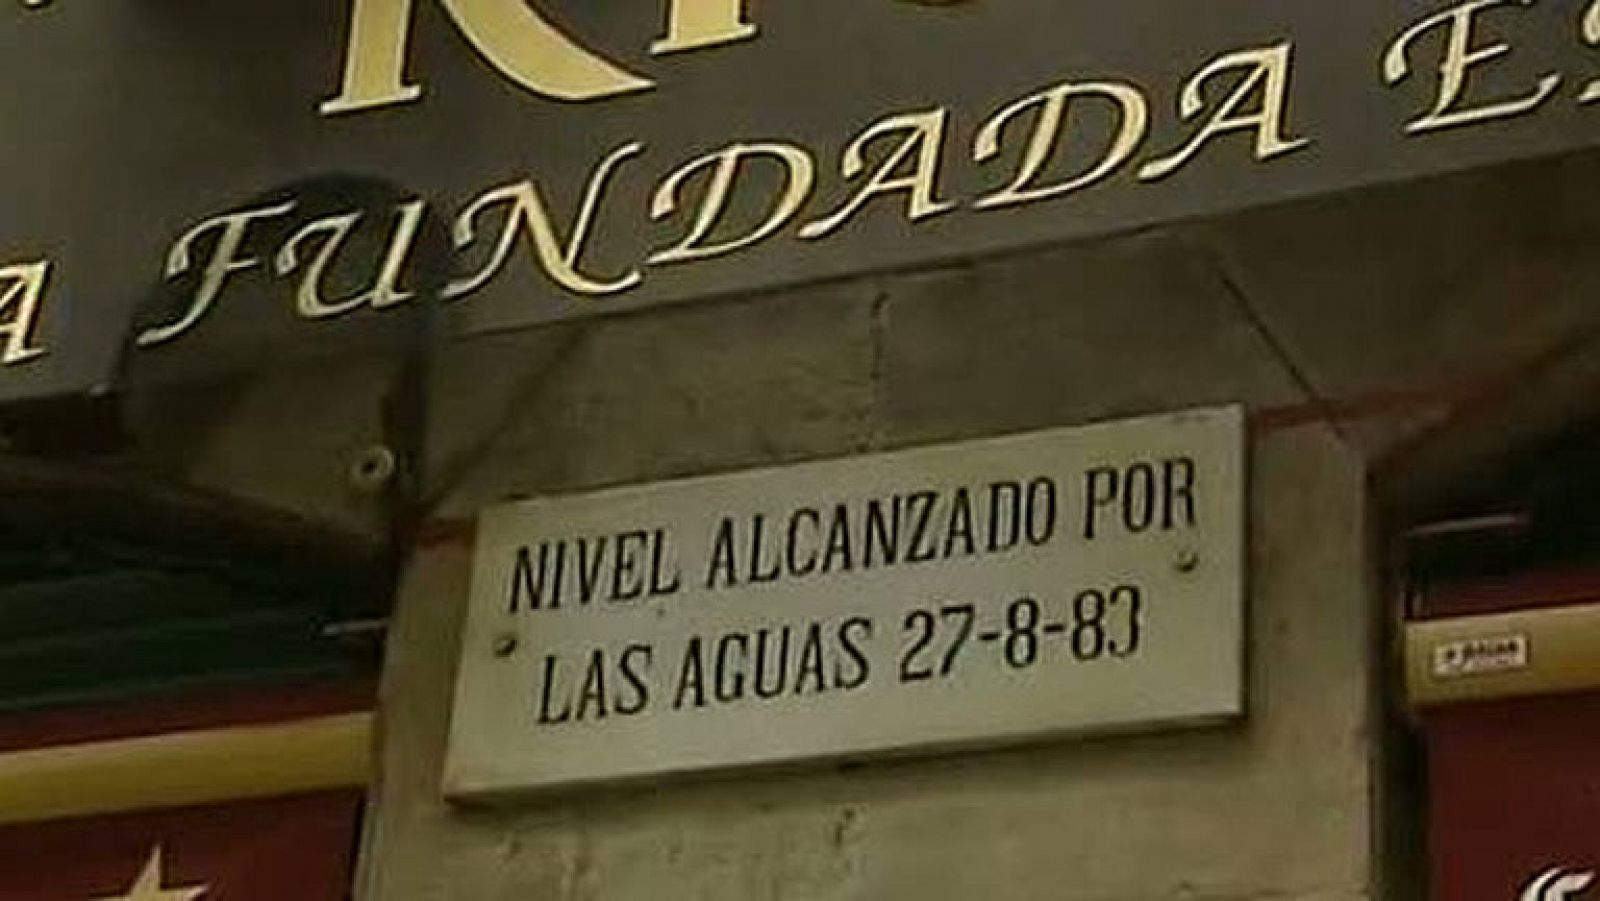 A FUNDADA E
NIVEL ALCANZADO POR
LAS AGUAS 27-8-83